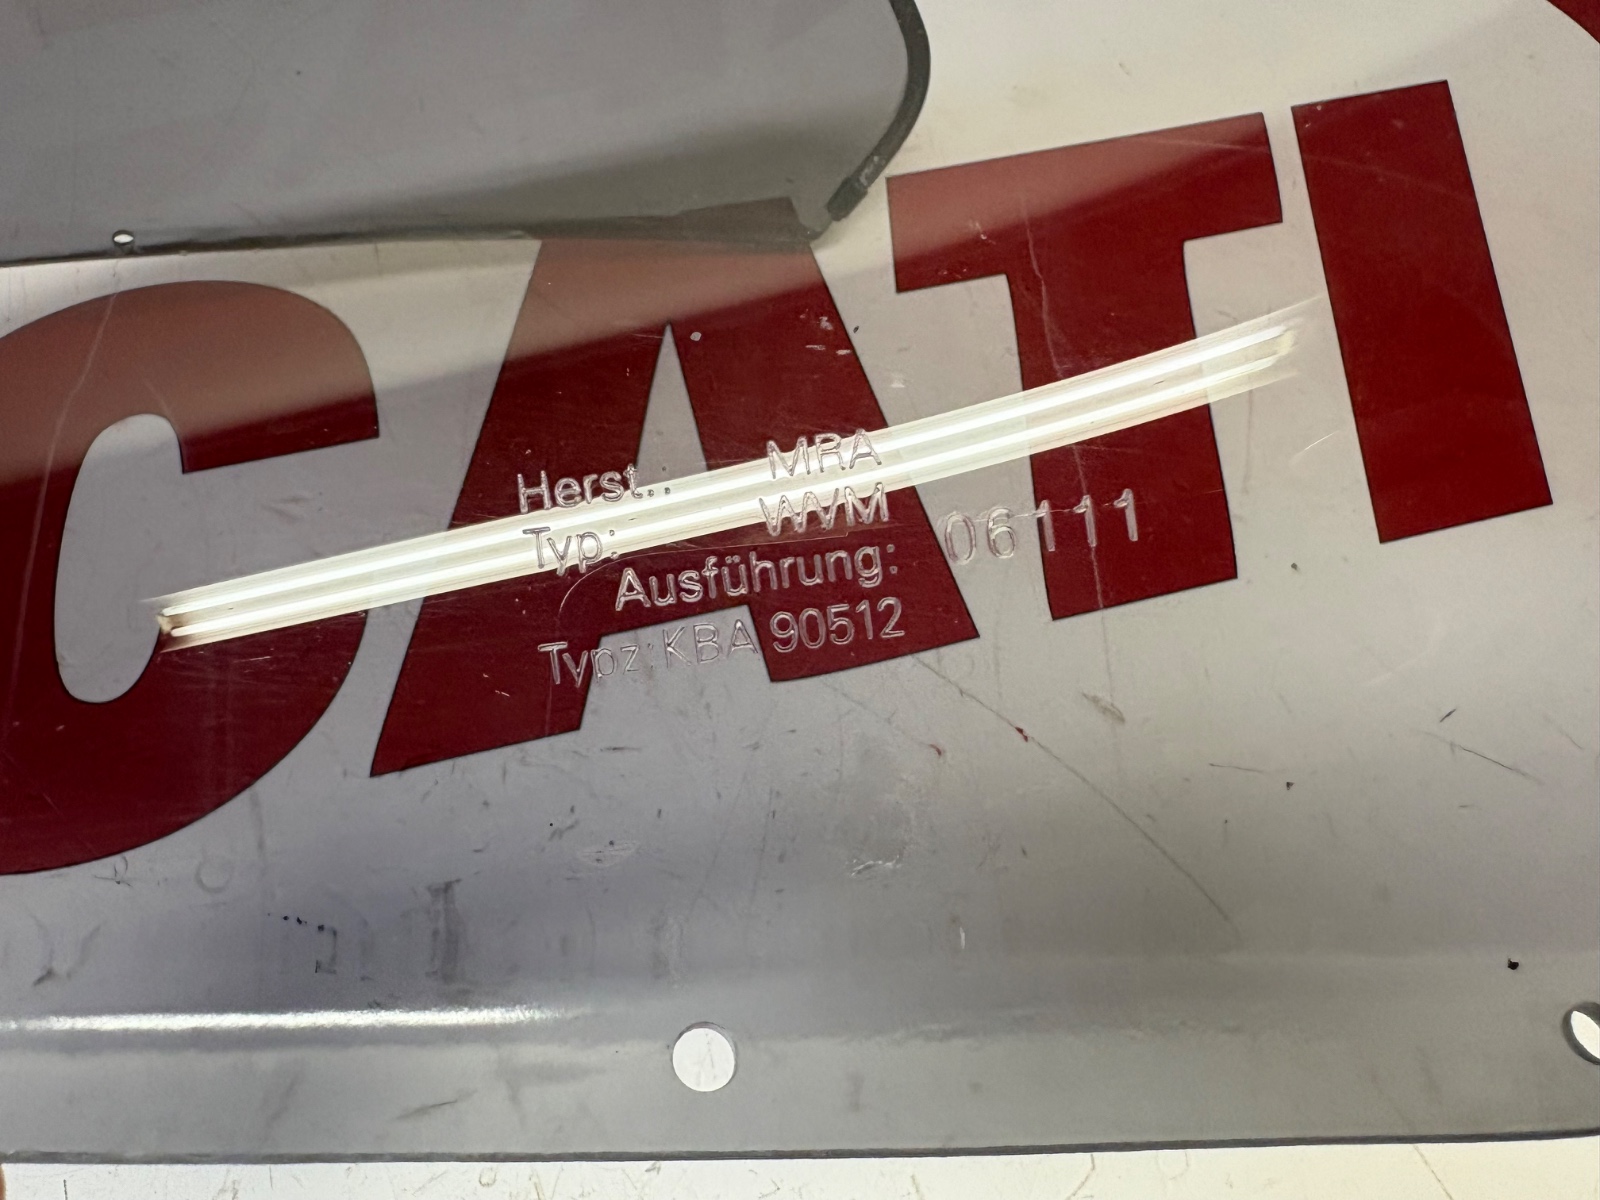 CATI
Herst.: MRA
Typ: WVM
Ausführung: 06111
Typz: KBA 90512